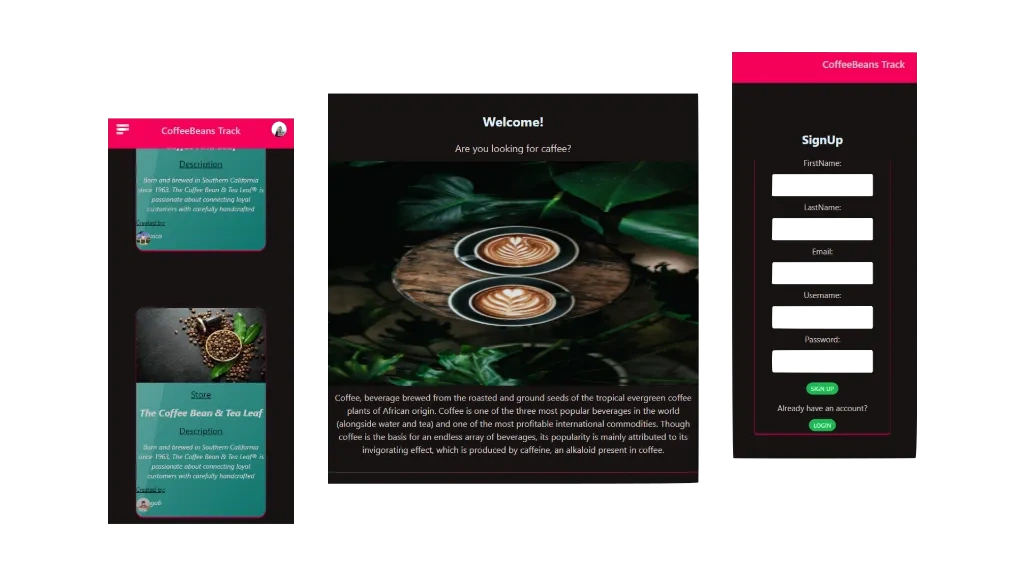 CoffeeBeans Track
Description
Born and brewed in Southern California
since 1963, The Coffee Bean & Tea Leaf® is
passionate about connecting loyal
customers with carefully handcrafted
Created by:
Store
The Coffee Bean & Tea Leaf
Description
Born and brewed in Southern California
since 1963, The Coffee Bean & Tea Leaf® is
passionate about connecting loyal
customers with carefully handcrafted
Created by:
Welcome!
Are you looking for caffee?
Coffee, beverage brewed from the roasted and ground seeds of the tropical evergreen coffee
plants of African origin. Coffee is one of the three most popular beverages in the world
(alongside water and tea) and one of the most profitable international commodities. Though
coffee is the basis for an endless array of beverages, its popularity is mainly attributed to its
invigorating effect, which is produced by caffeine, an alkaloid present in coffee.
CoffeeBeans Track
SignUp
FirstName:
LastName:
Email:
Username:
Password:
SIGN UP
Already have an account?
LOGIN